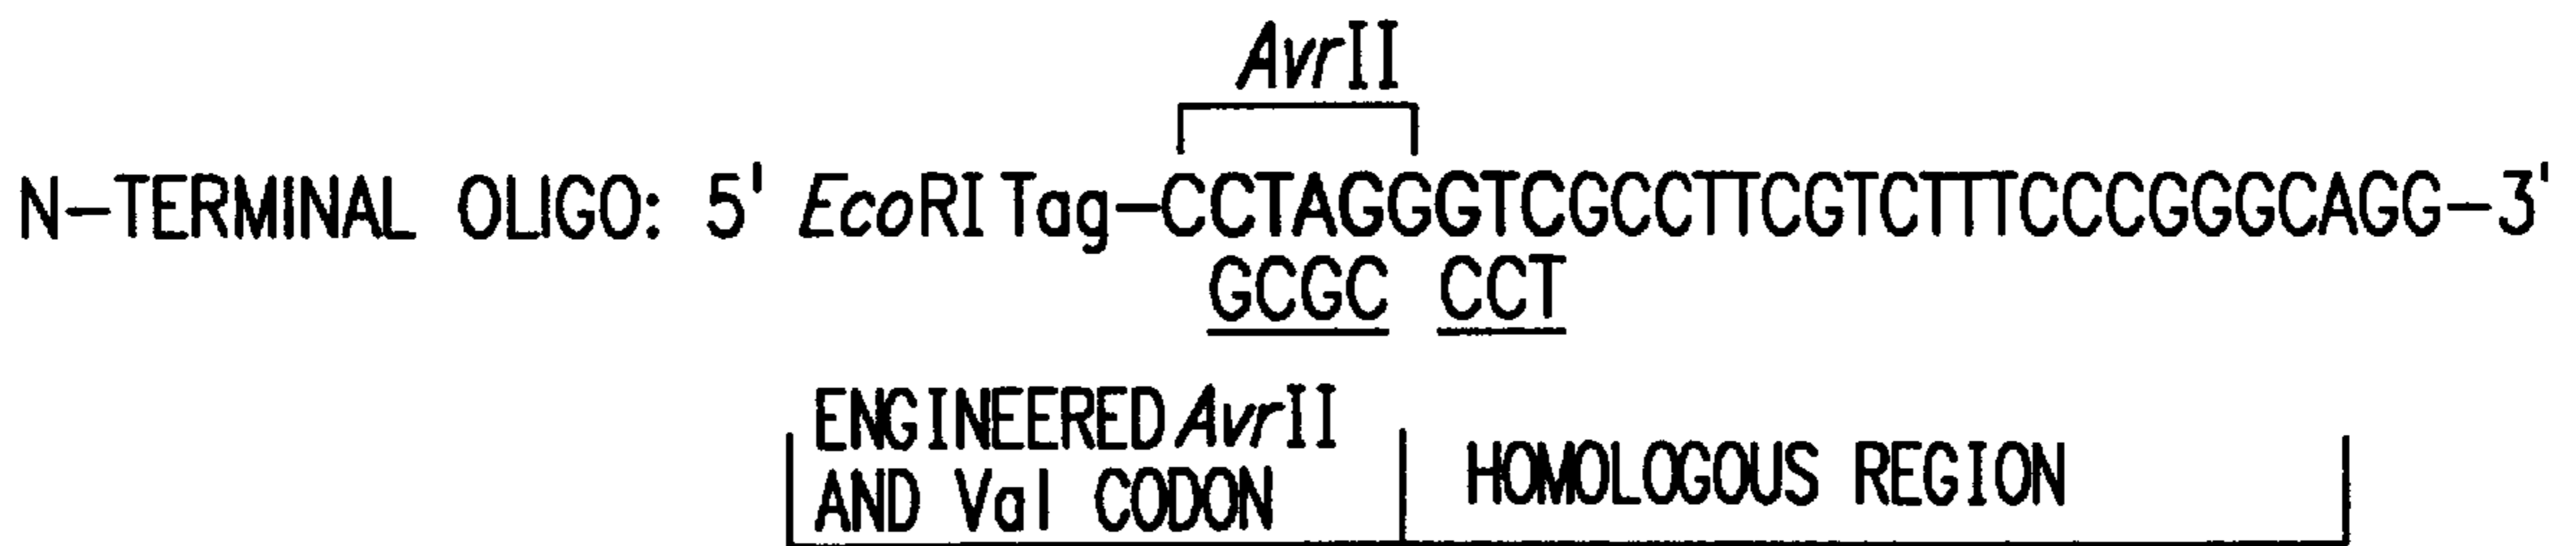 AvrII
N-TERMINAL OLIGO: 5' EcoRI Tag-CCTAGGGTCGCCTTCGTCTTTCCCGGGCAGG-3'
GCGC CCT
ENGINEERED AvrII
AND Val CODON
HOMOLOGOUS REGION